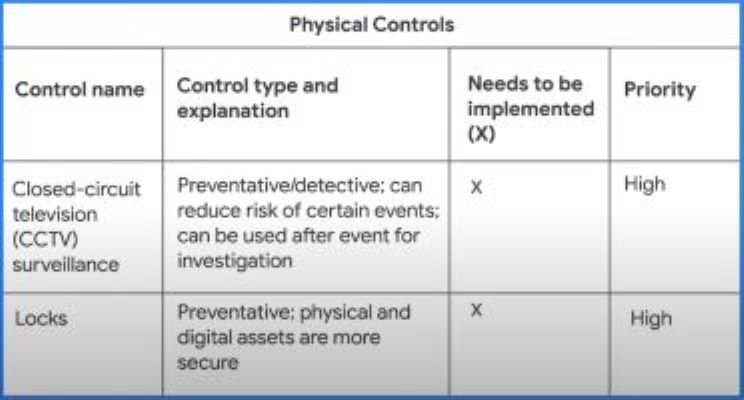 Physical Controls
Control name
Control type and
explanation
Needs to be
implemented
(X)
Priority
Closed-circuit
television
(CCTV)
surveillance
Preventative/detective; can
reduce risk of certain events;
can be used after event for
investigation
X
High
Locks
Preventative; physical and
digital assets are more
secure
X
High